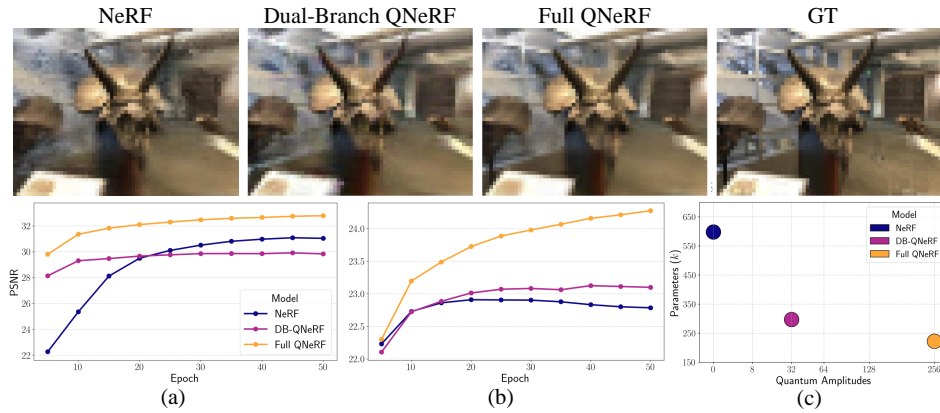 NeRF Dual-Branch QNeRF Full QNeRF GT
32
30
28
26
24
22
PSNR
10 20 30 40 50
Epoch
Model
NeRF
DB-QNeRF
Full QNeRF
(a)
24.0
23.5
23.0
22.5
22.0
10 20 30 40 50
Epoch
(b)
650
550
450
350
250
150
Parameters (k)
0 8 32 64 128 256
Quantum Amplitudes
Model
NeRF
DB-QNeRF
Full QNeRF
(c)